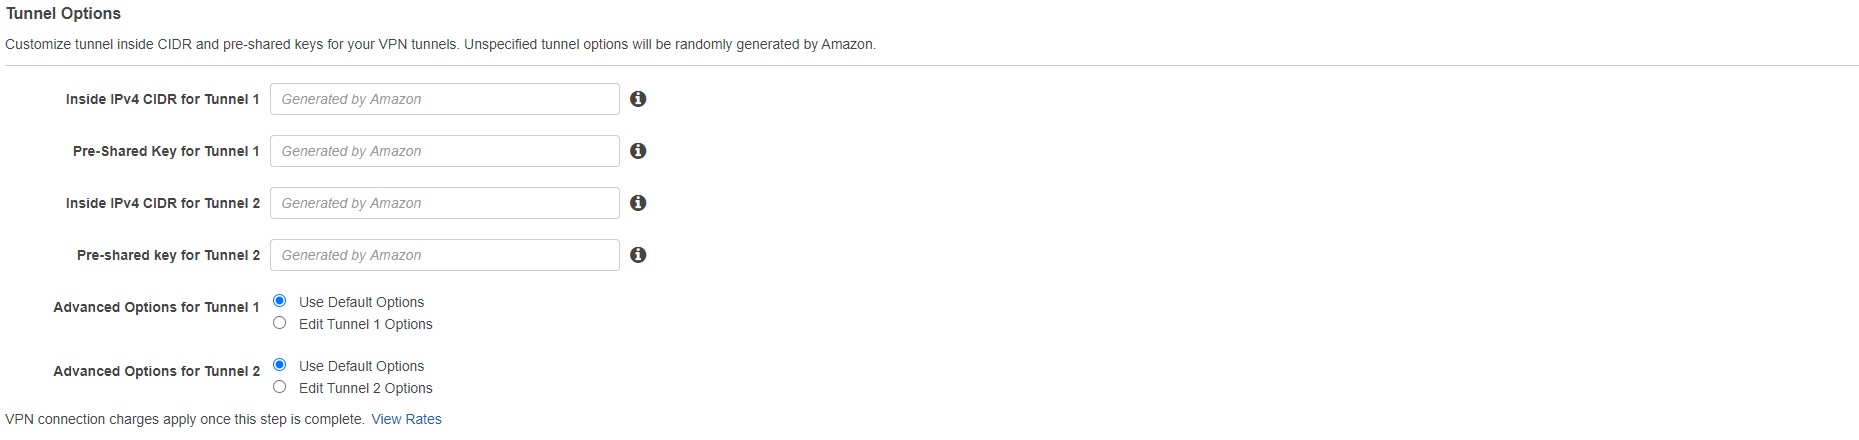 Tunnel Options
Customize tunnel inside CIDR and pre-shared keys for your VPN tunnels. Unspecified tunnel options will be randomly generated by Amazon.
Inside IPv4 CIDR for Tunnel 1 Generated by Amazon
Pre-Shared Key for Tunnel 1 Generated by Amazon
Inside IPv4 CIDR for Tunnel 2 Generated by Amazon
Pre-shared key for Tunnel 2 Generated by Amazon
Advanced Options for Tunnel 1 Use Default Options
Edit Tunnel 1 Options
Advanced Options for Tunnel 2 Use Default Options
Edit Tunnel 2 Options
VPN connection charges apply once this step is complete. View Rates